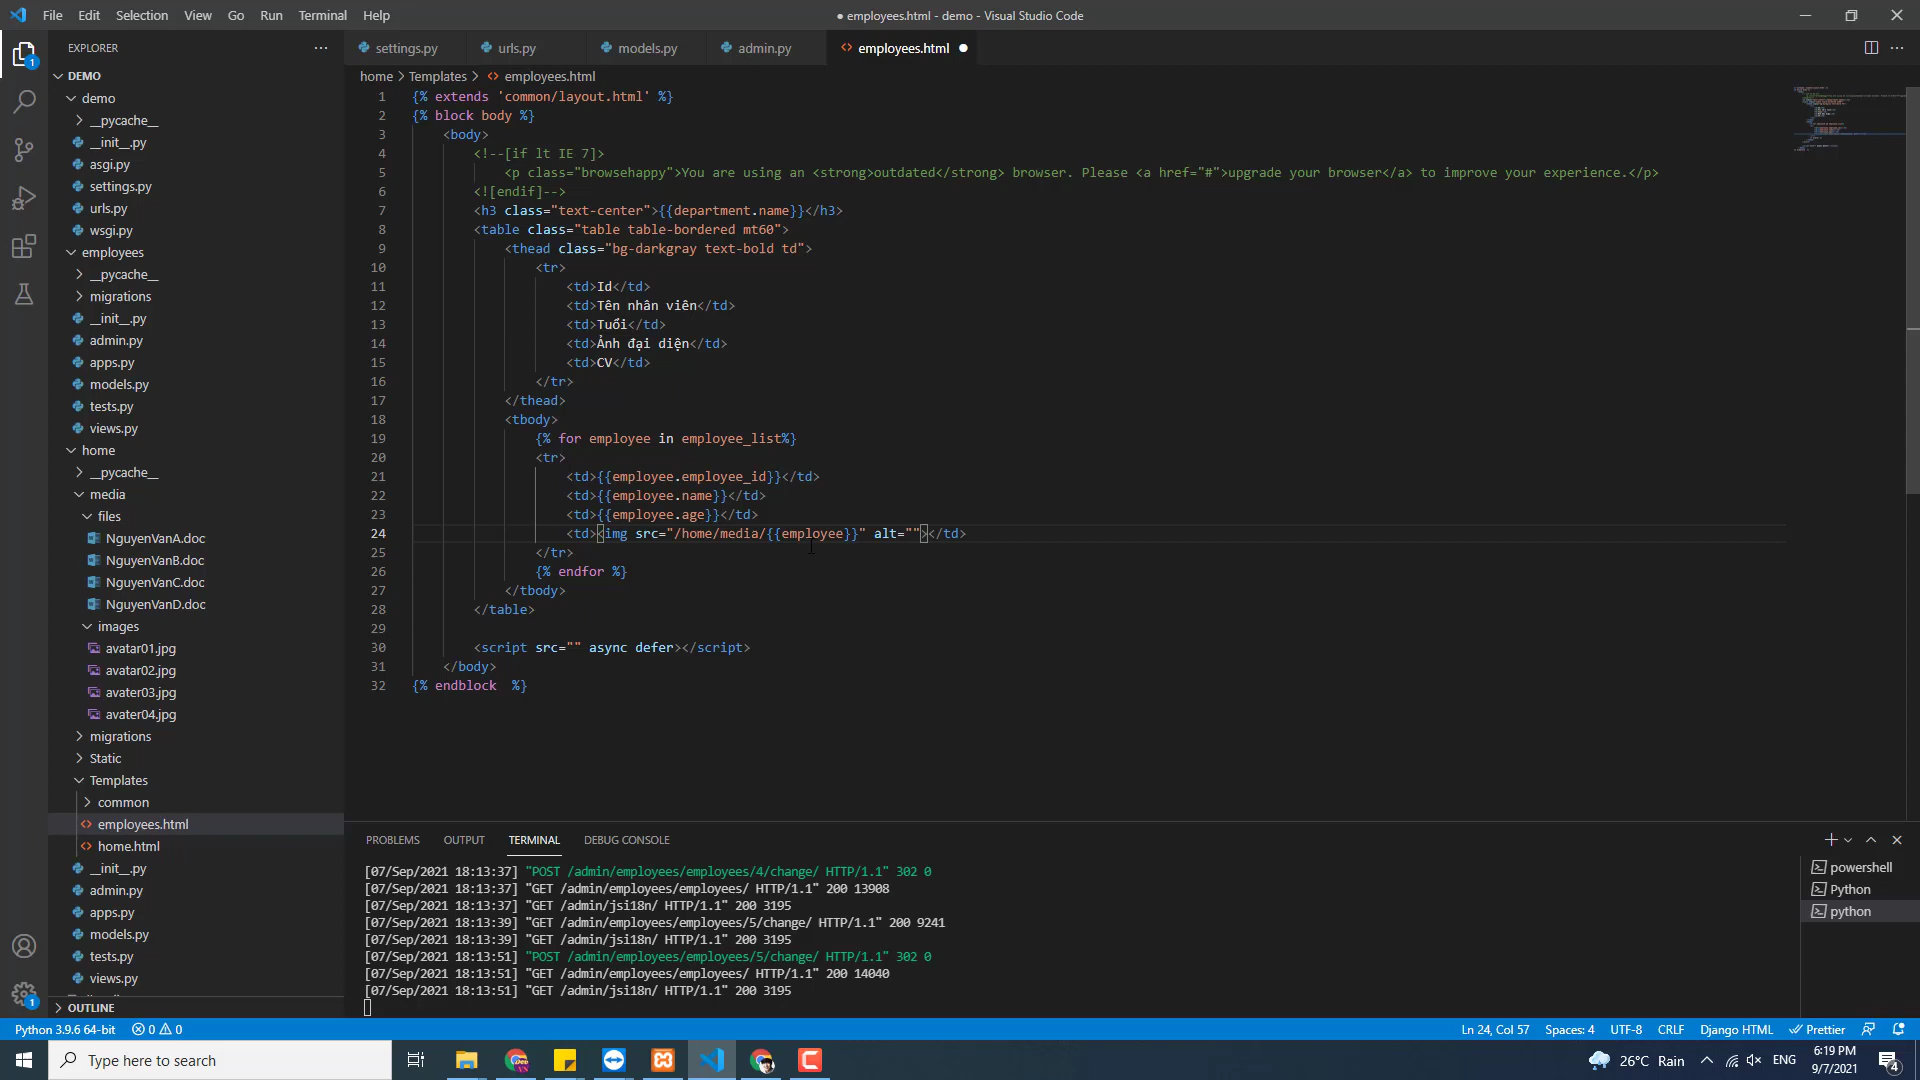 File Edit Selection View Go Run Terminal Help
● employees.html - demo - Visual Studio Code
EXPLORER
settings.py urls.py models.py admin.py employees.html
home > Templates > employees.html
DEMO
demo
__pycache__
__init__.py
asgi.py
settings.py
urls.py
wsgi.py
employees
__pycache__
migrations
__init__.py
admin.py
apps.py
models.py
tests.py
views.py
home
__pycache__
media
files
NguyenVanA.doc
NguyenVanB.doc
NguyenVanC.doc
NguyenVanD.doc
images
avatar01.jpg
avatar02.jpg
avater03.jpg
avater04.jpg
migrations
Static
Templates
common
employees.html
home.html
__init__.py
admin.py
apps.py
models.py
tests.py
views.py
OUTLINE
1 {% extends 'common/layout.html' %}
2 {% block body %}
3 <body>
4 <!--[if lt IE 7]>
5 <p class="browsehappy">You are using an <strong>outdated</strong> browser. Please <a href="#">upgrade your browser</a> to improve your experience.</p>
6 <![endif]-->
7 <h3 class="text-center">{{department.name}}</h3>
8 <table class="table table-bordered mt60">
9 <thead class="bg-darkgray text-bold td">
10 <tr>
11 <td>Id</td>
12 <td>Tên nhân viên</td>
13 <td>Tuổi</td>
14 <td>Ảnh đại diện</td>
15 <td>CV</td>
16 </tr>
17 </thead>
18 <tbody>
19 {% for employee in employee_list%}
20 <tr>
21 <td>{{employee.employee_id}}</td>
22 <td>{{employee.name}}</td>
23 <td>{{employee.age}}</td>
24 <td><img src="/home/media/{{employee}}" alt=""></td>
25 </tr>
26 {% endfor %}
27 </tbody>
28 </table>
29
30 <script src="" async defer></script>
31 </body>
32 {% endblock  %}
PROBLEMS OUTPUT TERMINAL DEBUG CONSOLE
[07/Sep/2021 18:13:37] "POST /admin/employees/employees/4/change/ HTTP/1.1" 302 0
[07/Sep/2021 18:13:37] "GET /admin/employees/employees/ HTTP/1.1" 200 13908
[07/Sep/2021 18:13:37] "GET /admin/jsi18n/ HTTP/1.1" 200 3195
[07/Sep/2021 18:13:39] "GET /admin/employees/employees/5/change/ HTTP/1.1" 200 9241
[07/Sep/2021 18:13:39] "GET /admin/jsi18n/ HTTP/1.1" 200 3195
[07/Sep/2021 18:13:51] "POST /admin/employees/employees/5/change/ HTTP/1.1" 302 0
[07/Sep/2021 18:13:51] "GET /admin/employees/employees/ HTTP/1.1" 200 14040
[07/Sep/2021 18:13:51] "GET /admin/jsi18n/ HTTP/1.1" 200 3195
powershell
Python
python
1
1
Python 3.9.6 64-bit 0 0 Ln 24, Col 57 Spaces: 4 UTF-8 CRLF Django HTML Prettier
Type here to search
26°C Rain ENG
6:19 PM
9/7/2021
4